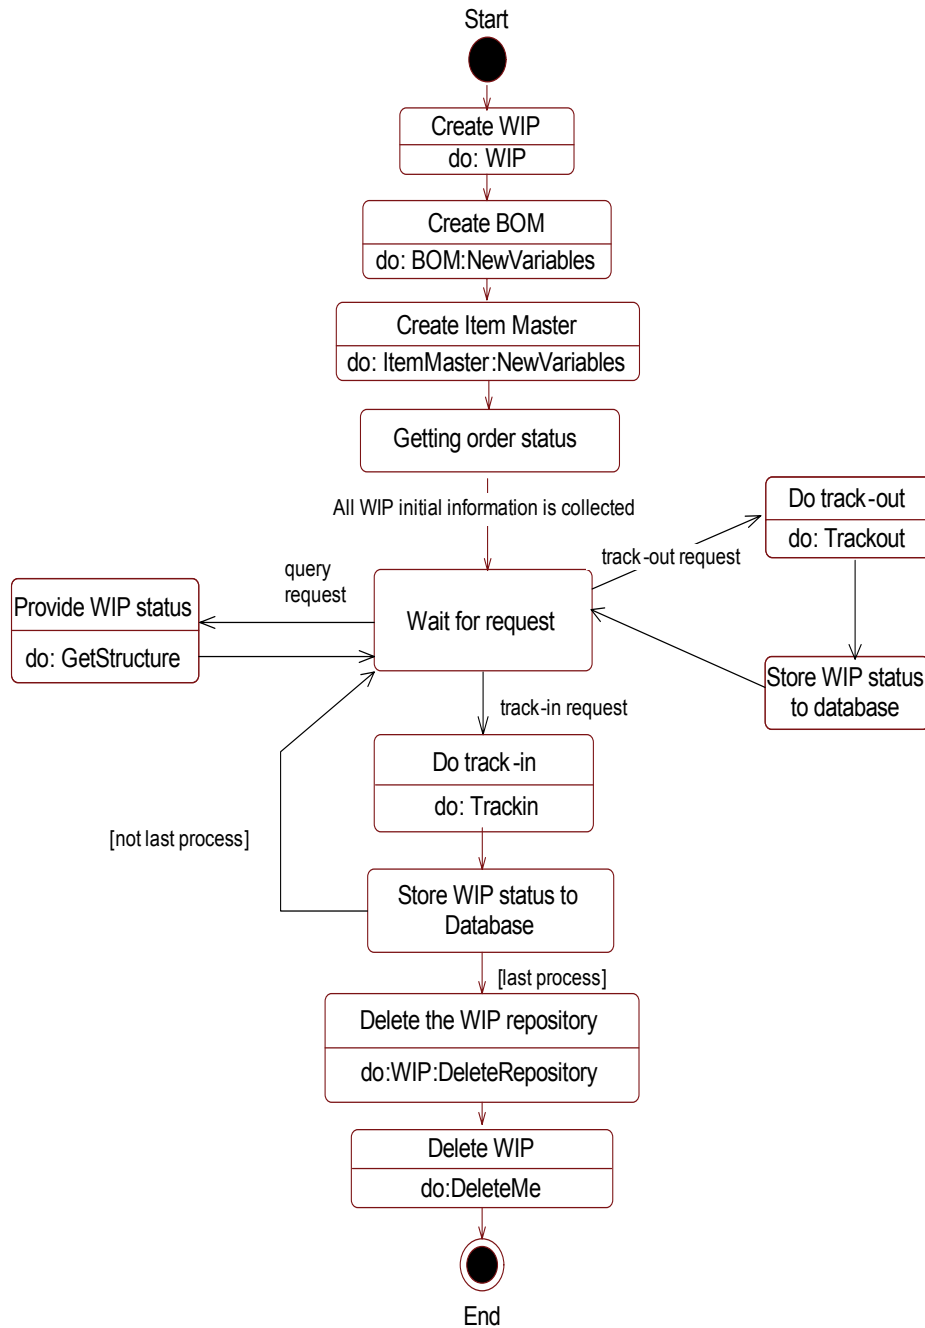 Start
Create WIP
do: WIP
Create BOM
do: BOM:NewVariables
Create Item Master
do: ItemMaster:NewVariables
Getting order status
All WIP initial information is collected
Do track-out
do: Trackout
track-out request
query
request
Provide WIP status
do: GetStructure
Wait for request
Store WIP status
to database
track-in request
Do track-in
do: Trackin
[not last process]
Store WIP status to
Database
[last process]
Delete the WIP repository
do:WIP:DeleteRepository
Delete WIP
do:DeleteMe
End